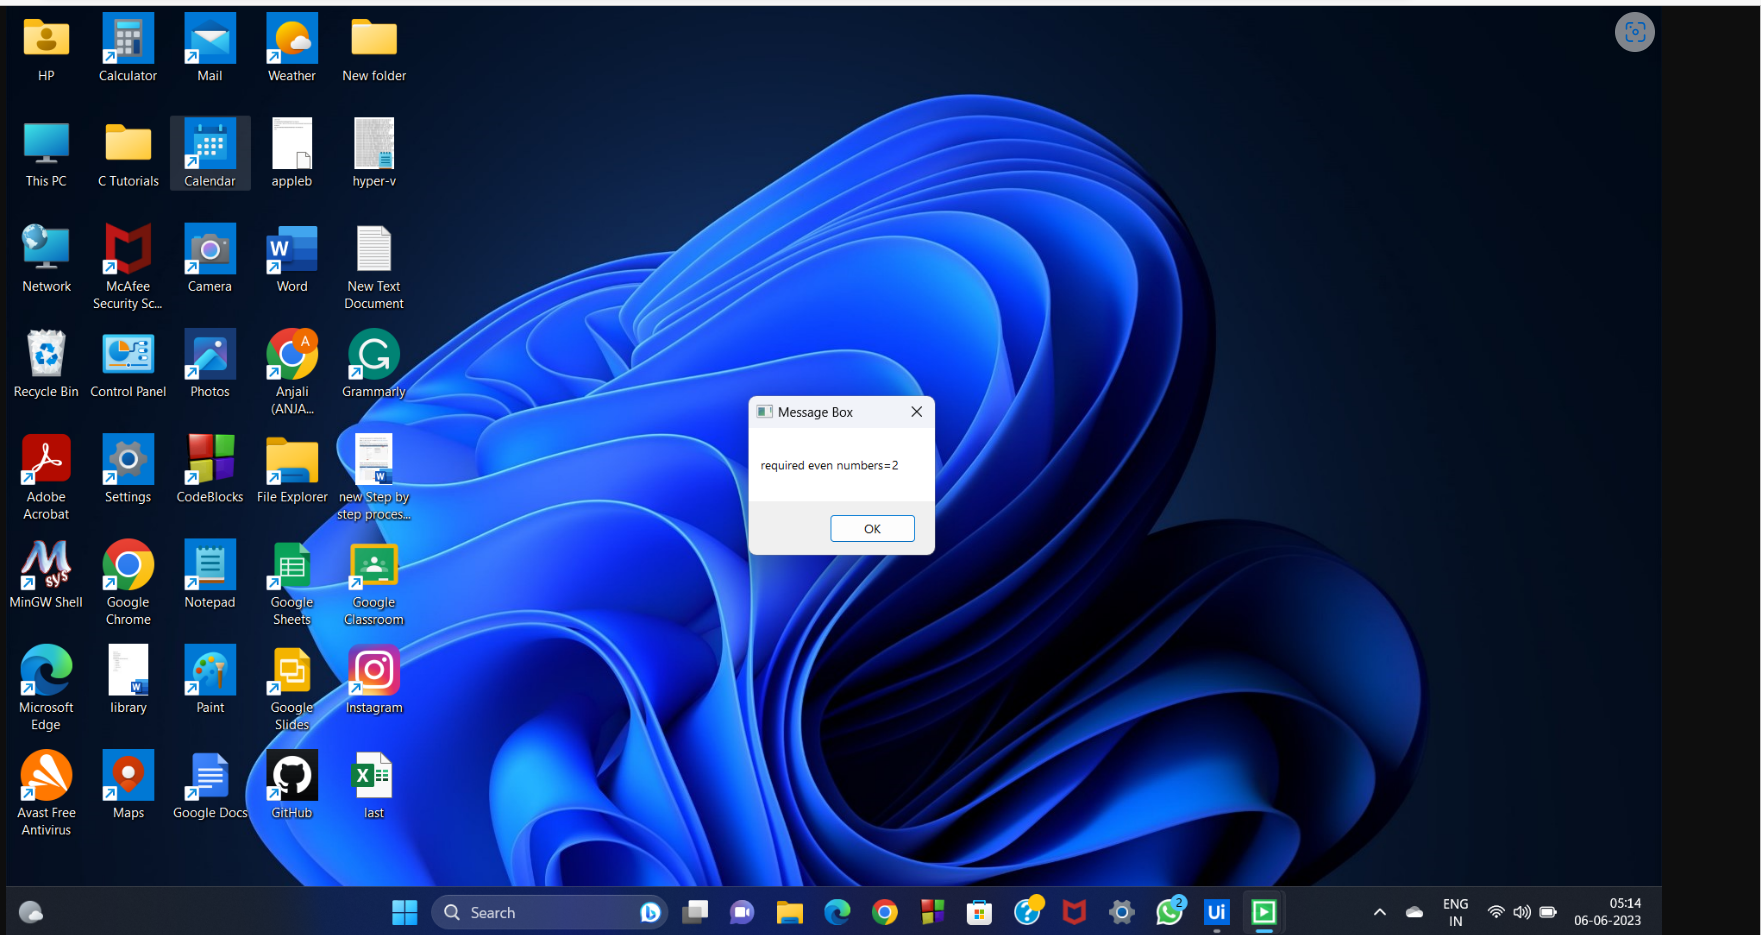 HP
Calculator
Mail
Weather
New folder
This PC
C Tutorials
Calendar
appleb
hyper-v
Network
McAfee
Security Sc...
Camera
Word
New Text
Document
Recycle Bin
Control Panel
Photos
Anjali
(ANJA...
Grammarly
Adobe
Acrobat
Settings
CodeBlocks
File Explorer
new Step by
step proces...
MinGW Shell
Google
Chrome
Notepad
Google
Sheets
Google
Classroom
Microsoft
Edge
library
Paint
Google
Slides
Instagram
Avast Free
Antivirus
Maps
Google Docs
GitHub
last
Message Box
required even numbers=2
OK
Search
2
Ui
ENG
IN
05:14
06-06-2023